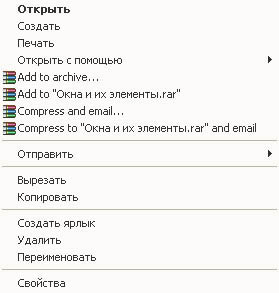 Открыть
Создать
Печать
Открыть с помощью
Add to archive...
Add to "Окна и их элементы.rar"
Compress and email...
Compress to "Окна и их элементы.rar" and email
Отправить
Вырезать
Копировать
Создать ярлык
Удалить
Переименовать
Свойства